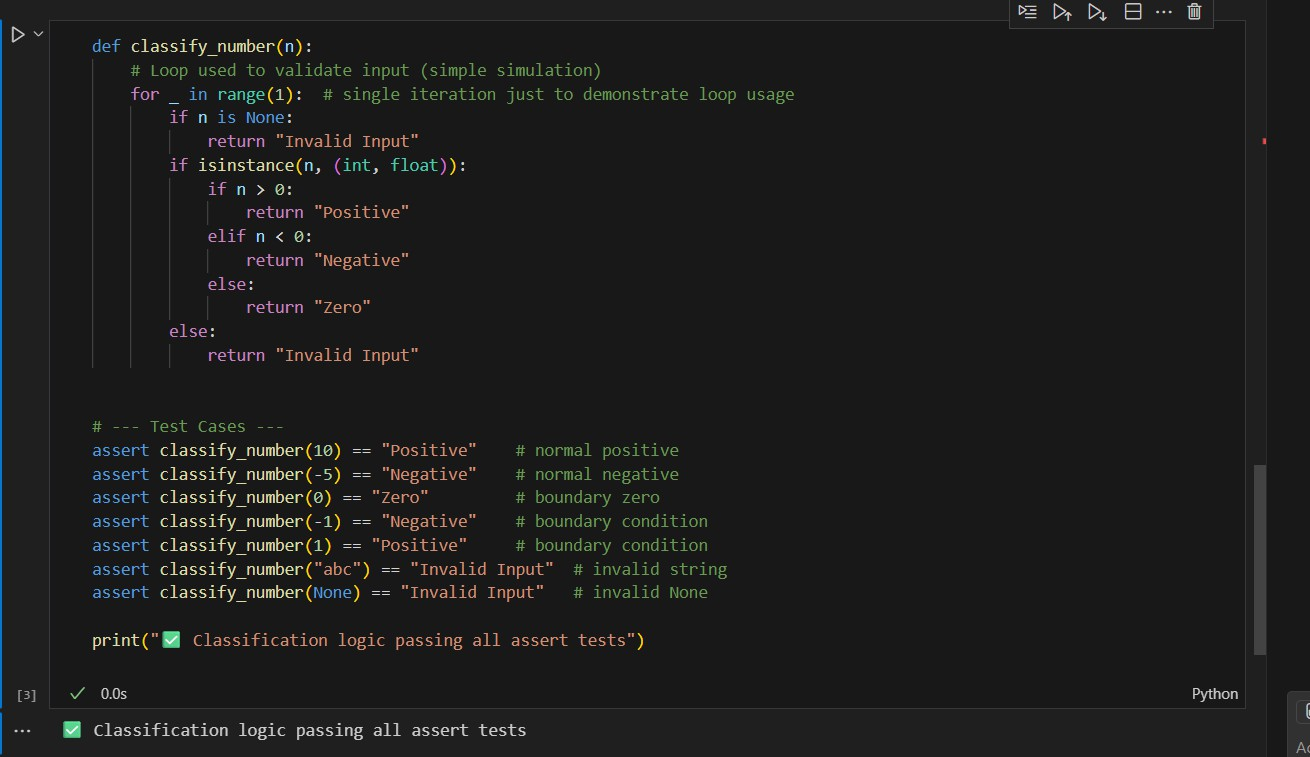 def classify_number(n):
    # Loop used to validate input (simple simulation)
    for _ in range(1):  # single iteration just to demonstrate loop usage
        if n is None:
            return "Invalid Input"
        if isinstance(n, (int, float)):
            if n > 0:
                return "Positive"
            elif n < 0:
                return "Negative"
            else:
                return "Zero"
        else:
            return "Invalid Input"
# --- Test Cases ---
assert classify_number(10) == "Positive"    # normal positive
assert classify_number(-5) == "Negative"    # normal negative
assert classify_number(0) == "Zero"         # boundary zero
assert classify_number(-1) == "Negative"    # boundary condition
assert classify_number(1) == "Positive"     # boundary condition
assert classify_number("abc") == "Invalid Input"  # invalid string
assert classify_number(None) == "Invalid Input"   # invalid None
print("✅ Classification logic passing all assert tests")
[3] ✓ 0.0s Python
✅ Classification logic passing all assert tests